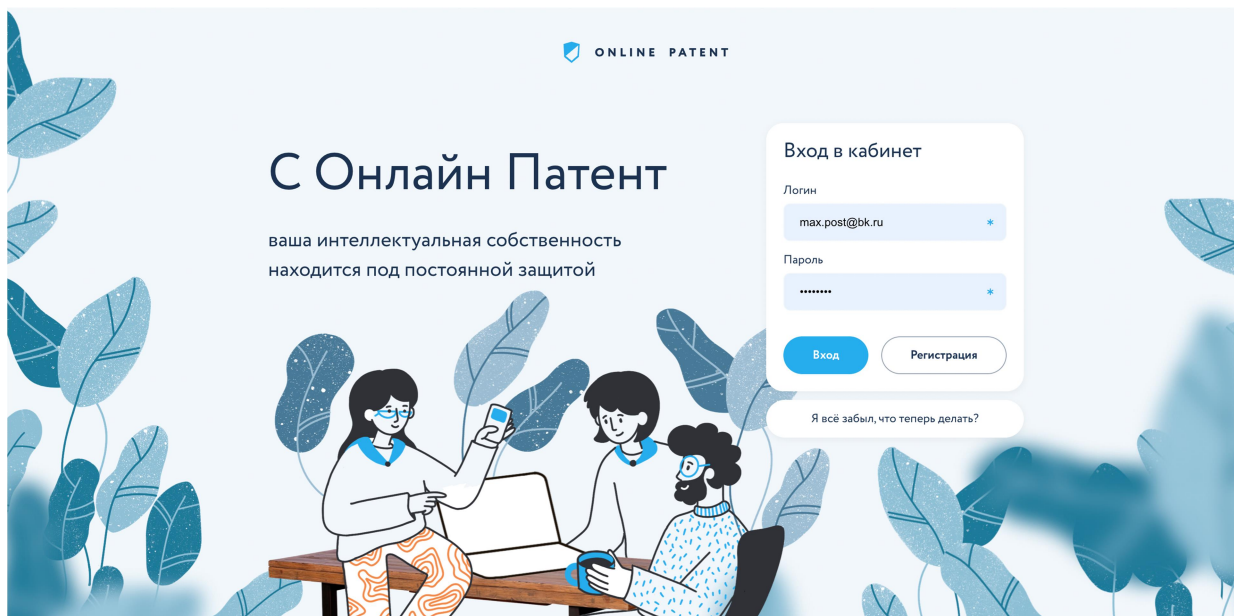 ONLINE PATENT
С Онлайн Патент
ваша интеллектуальная собственность
находится под постоянной защитой
Вход в кабинет
Логин
max.post@bk.ru *
Пароль
•••••••• *
Вход
Регистрация
Я всё забыл, что теперь делать?